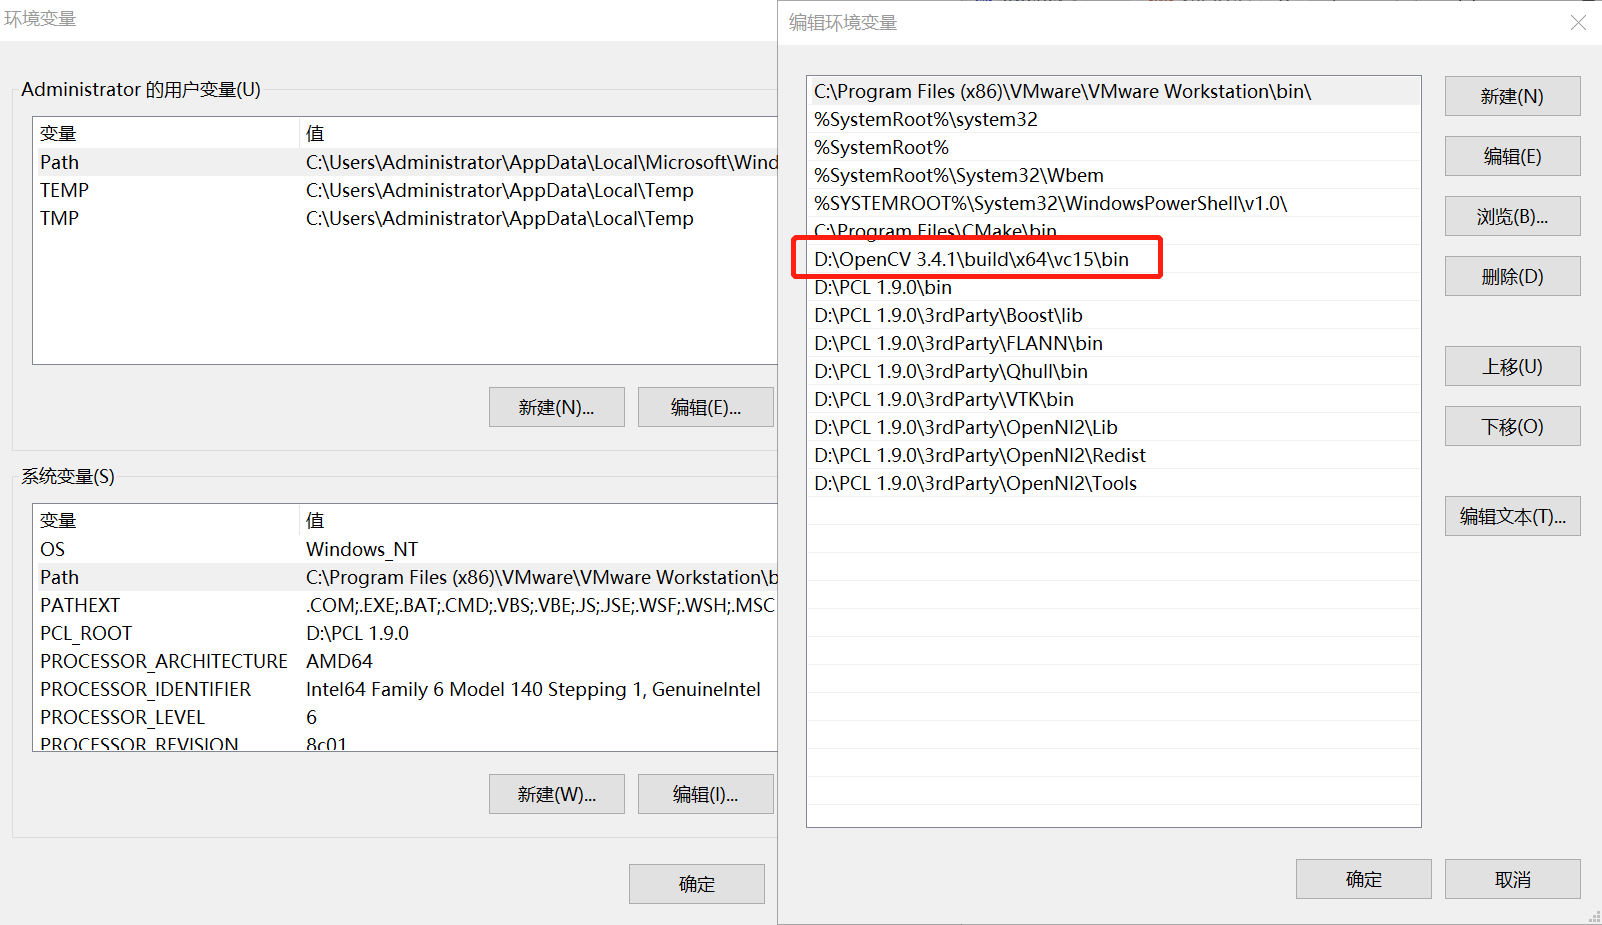 环境变量
Administrator 的用户变量(U)
变量 值
Path C:\Users\Administrator\AppData\Local\Microsoft\Wind
TEMP C:\Users\Administrator\AppData\Local\Temp
TMP C:\Users\Administrator\AppData\Local\Temp
新建(N)... 编辑(E)...
系统变量(S)
变量 值
OS Windows_NT
Path C:\Program Files (x86)\VMware\VMware Workstation\b
PATHEXT .COM;.EXE;.BAT;.CMD;.VBS;.VBE;.JS;.JSE;.WSF;.WSH;.MSC
PCL_ROOT D:\PCL 1.9.0
PROCESSOR_ARCHITECTURE AMD64
PROCESSOR_IDENTIFIER Intel64 Family 6 Model 140 Stepping 1, GenuineIntel
PROCESSOR_LEVEL 6
PROCESSOR_REVISION 8c01
新建(W)... 编辑(I)...
确定
编辑环境变量
C:\Program Files (x86)\VMware\VMware Workstation\bin\
%SystemRoot%\system32
%SystemRoot%
%SystemRoot%\System32\Wbem
%SYSTEMROOT%\System32\WindowsPowerShell\v1.0\
C:\Program Files\CMake\bin
D:\OpenCV 3.4.1\build\x64\vc15\bin
D:\PCL 1.9.0\bin
D:\PCL 1.9.0\3rdParty\Boost\lib
D:\PCL 1.9.0\3rdParty\FLANN\bin
D:\PCL 1.9.0\3rdParty\Qhull\bin
D:\PCL 1.9.0\3rdParty\VTK\bin
D:\PCL 1.9.0\3rdParty\OpenNI2\Lib
D:\PCL 1.9.0\3rdParty\OpenNI2\Redist
D:\PCL 1.9.0\3rdParty\OpenNI2\Tools
新建(N)
编辑(E)
浏览(B)...
删除(D)
上移(U)
下移(O)
编辑文本(T)...
确定 取消